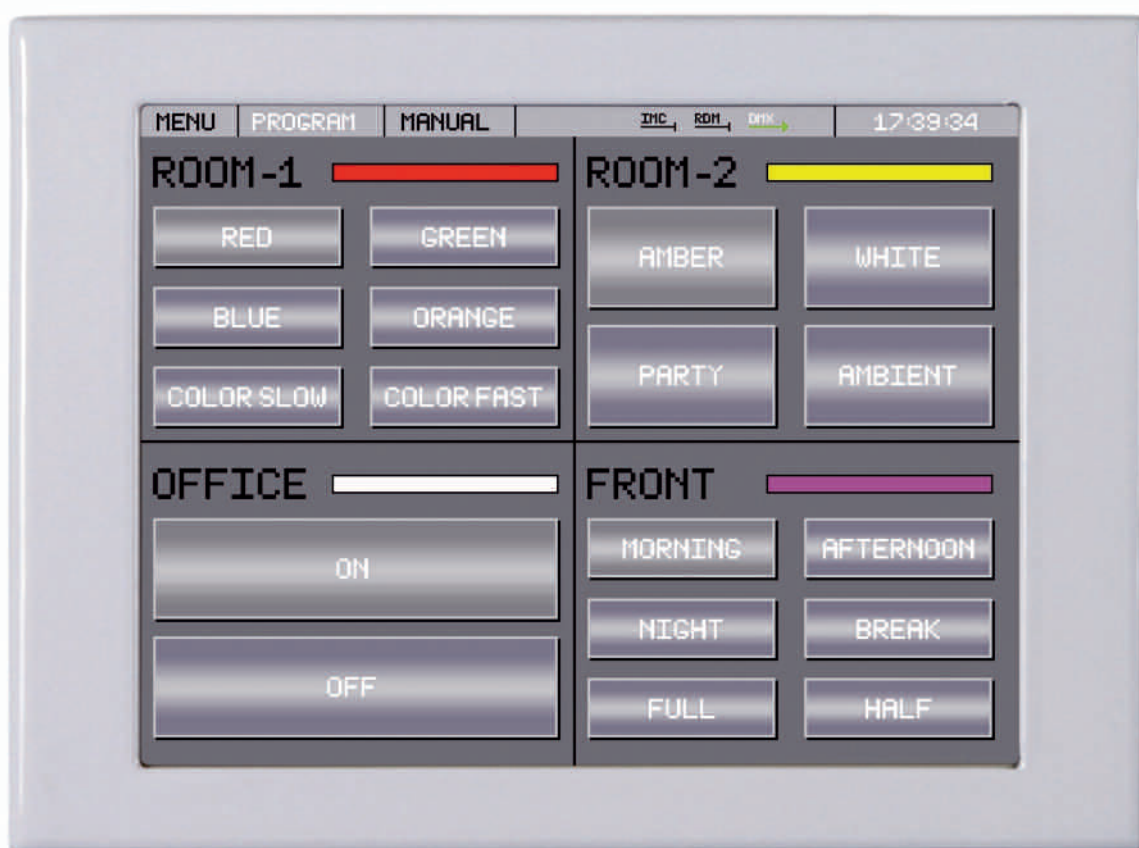 MENU PROGRAM MANUAL IMC RDM DMX 17:39:34
ROOM-1
RED GREEN
BLUE ORANGE
COLOR SLOW COLOR FAST
ROOM-2
AMBER WHITE
PARTY AMBIENT
OFFICE
ON
OFF
FRONT
MORNING AFTERNOON
NIGHT BREAK
FULL HALF